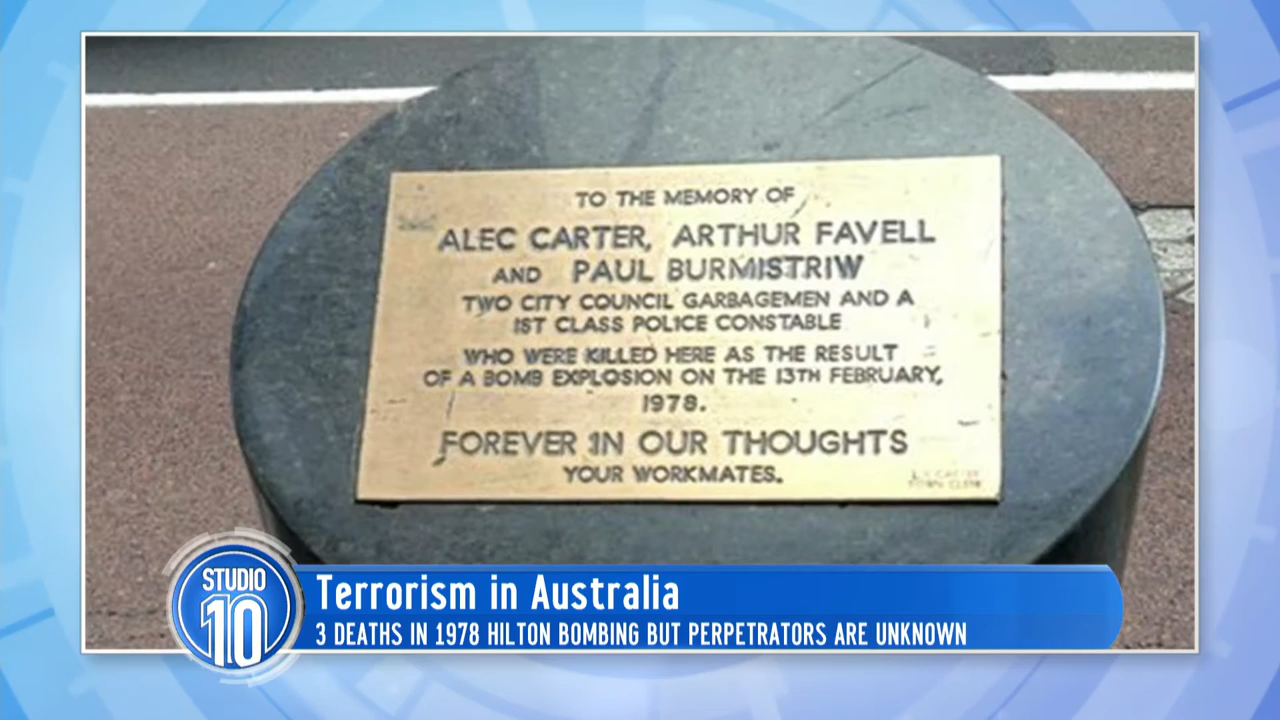 TO THE MEMORY OF
ALEC CARTER, ARTHUR FAVELL
AND PAUL BURMISTRIW
TWO CITY COUNCIL GARBAGEMEN AND A
1ST CLASS POLICE CONSTABLE
WHO WERE KILLED HERE AS THE RESULT
OF A BOMB EXPLOSION ON THE 13TH FEBRUARY,
1978.
FOREVER IN OUR THOUGHTS
YOUR WORKMATES.
TOWN CLERK
STUDIO
10
Terrorism in Australia
3 DEATHS IN 1978 HILTON BOMBING BUT PERPETRATORS ARE UNKNOWN